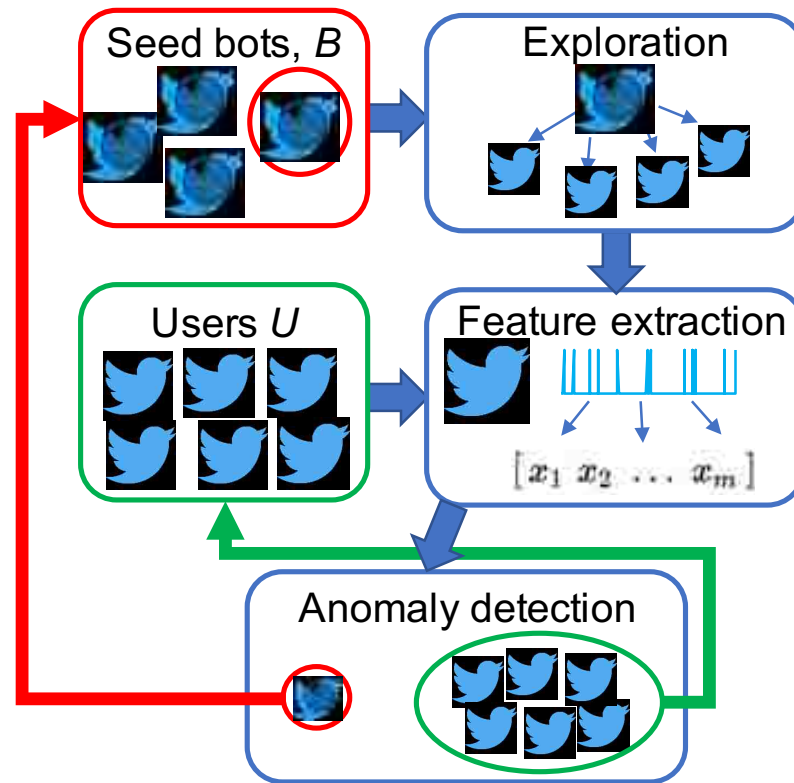 Seed bots, B
Exploration
Users U
Feature extraction
[ x₁ x₂ … xₘ ]
Anomaly detection